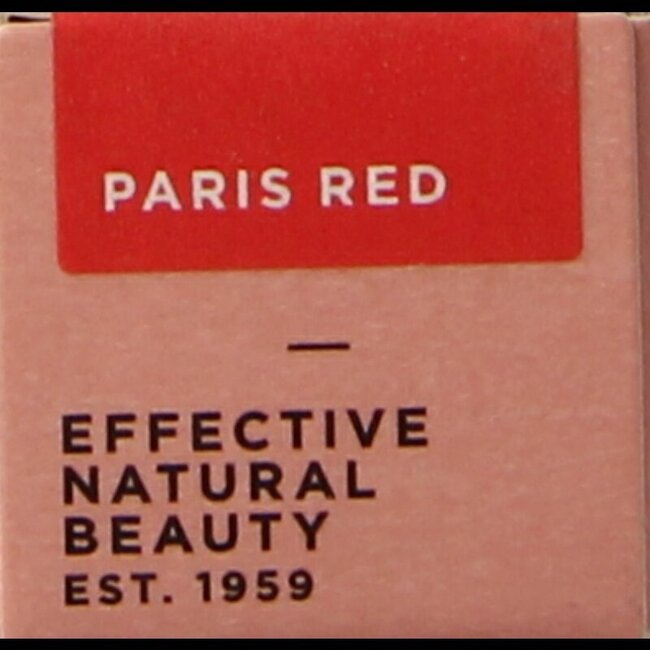 PARIS RED
—
EFFECTIVE
NATURAL
BEAUTY
EST. 1959